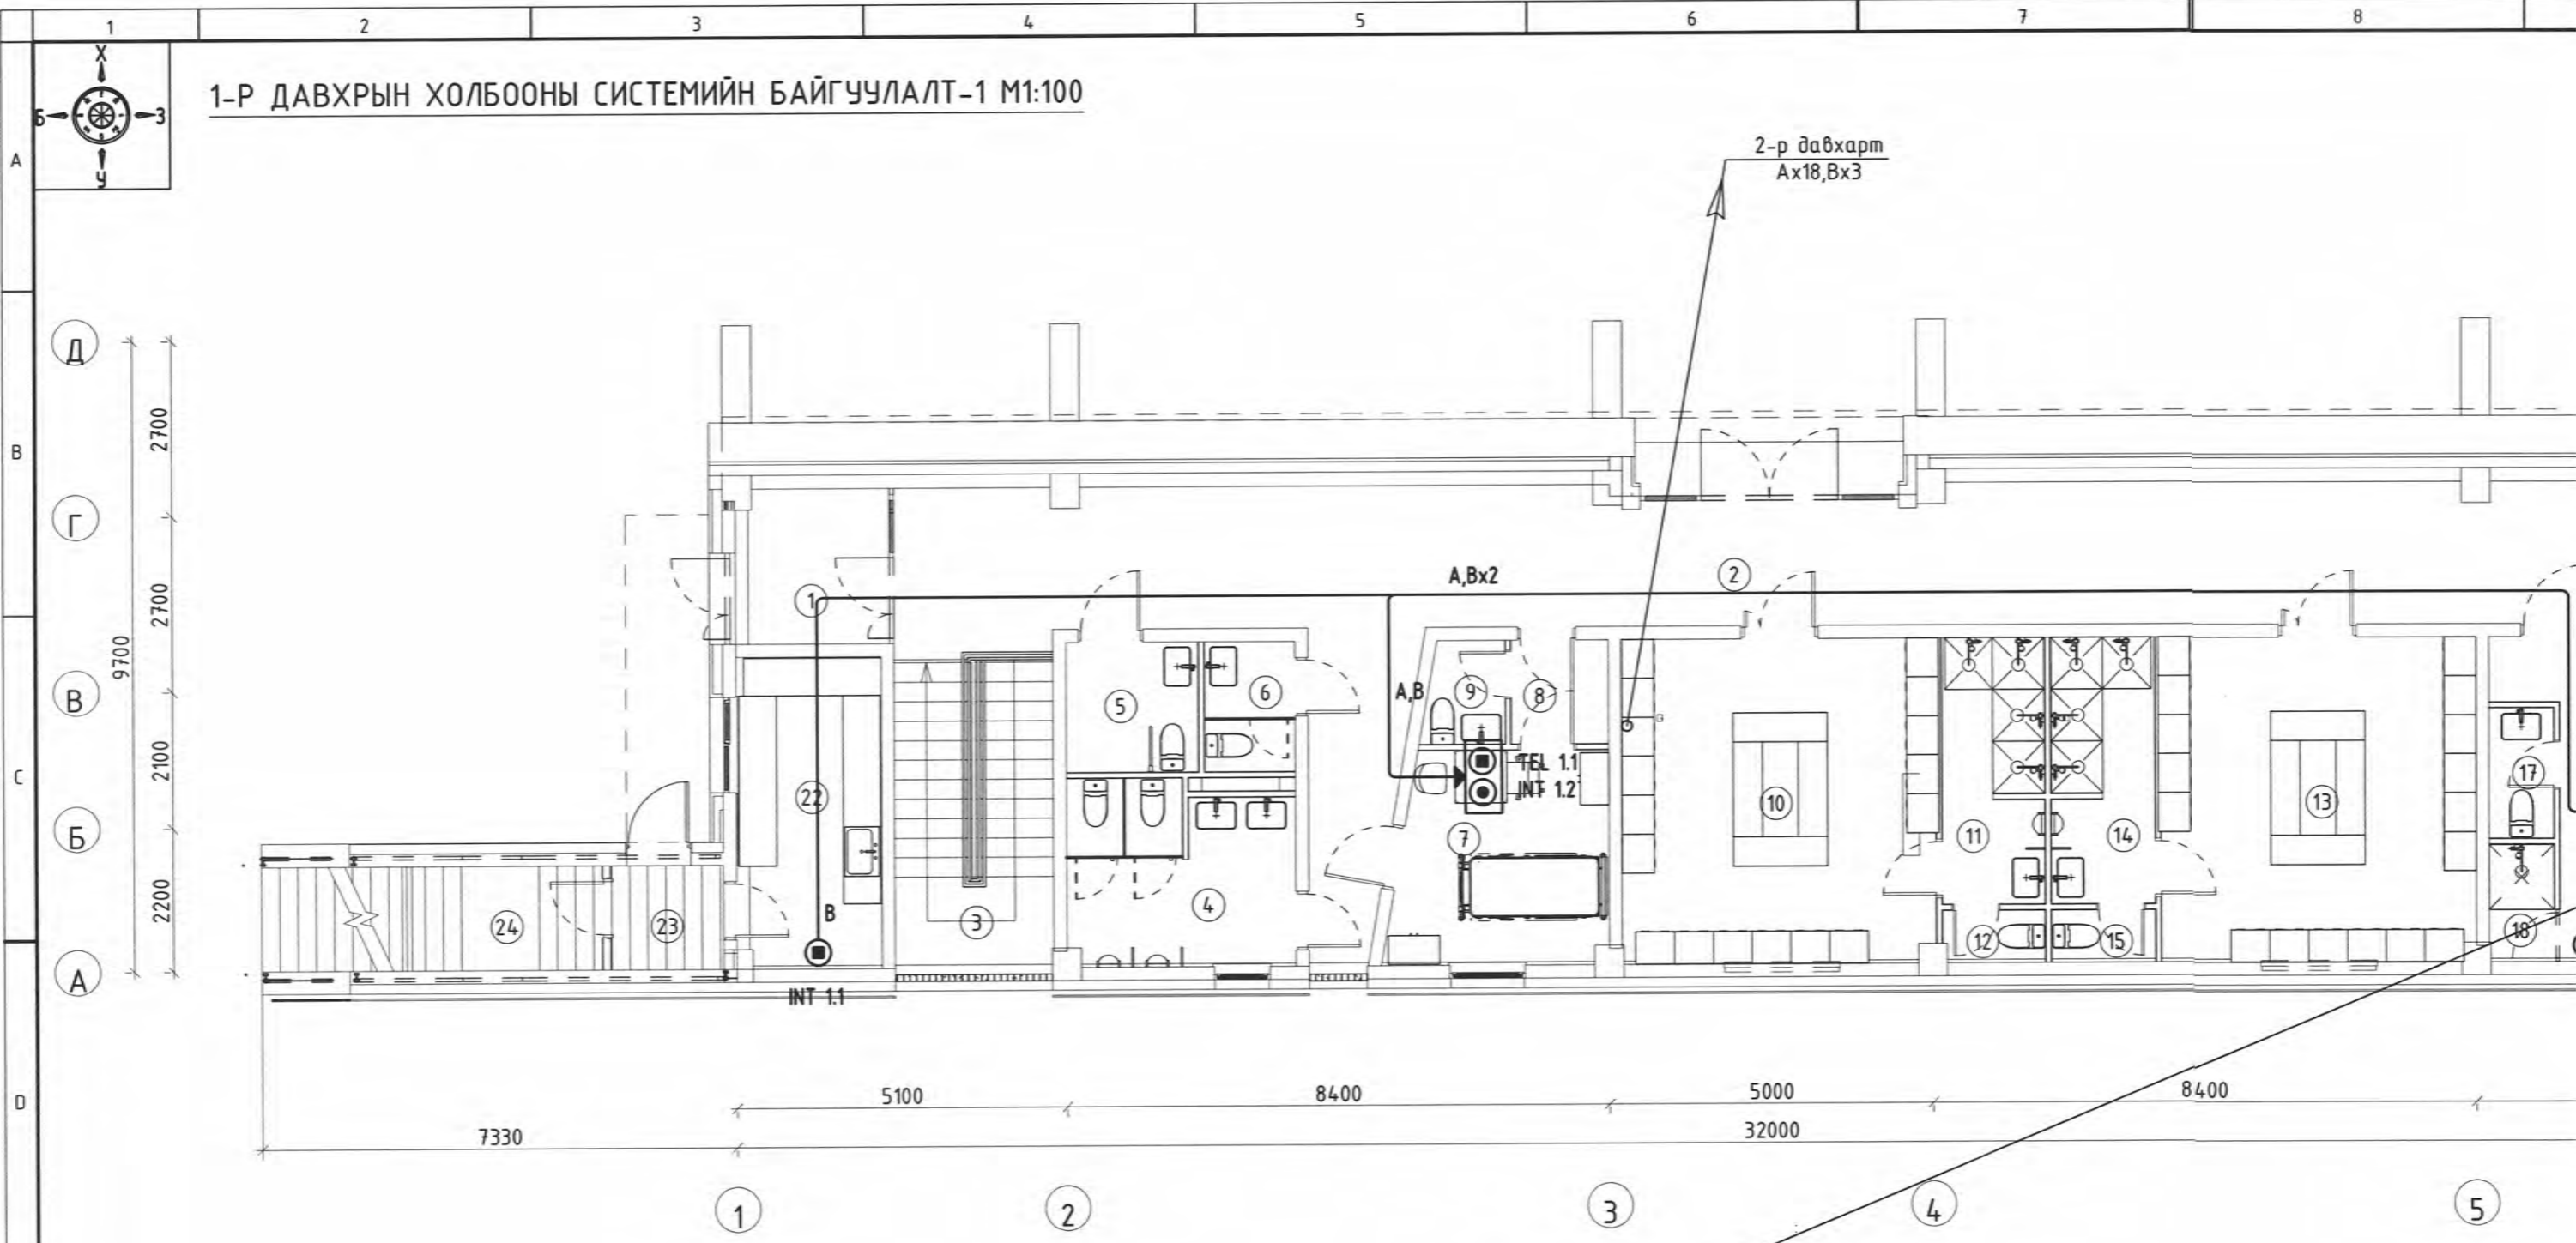 1 2 3 4 5 6 7 8
Х
Б З
У
1-Р ДАВХРЫН ХОЛБООНЫ СИСТЕМИЙН БАЙГУУЛАЛТ-1 М1:100
A
2-р давхарт
Ax18,Bx3
Д
2700
B
Г
A,Bx2
2
1
2700
9700
В
5
6
A,B
9
8
C
2100
TEL 1.1
INT 1.2
22
10
13
17
Б
7
11
14
2200
24
23
B
3
4
12
15
18
А
INT 1.1
D
5100
8400
5000
8400
7330
32000
1
2
3
4
5